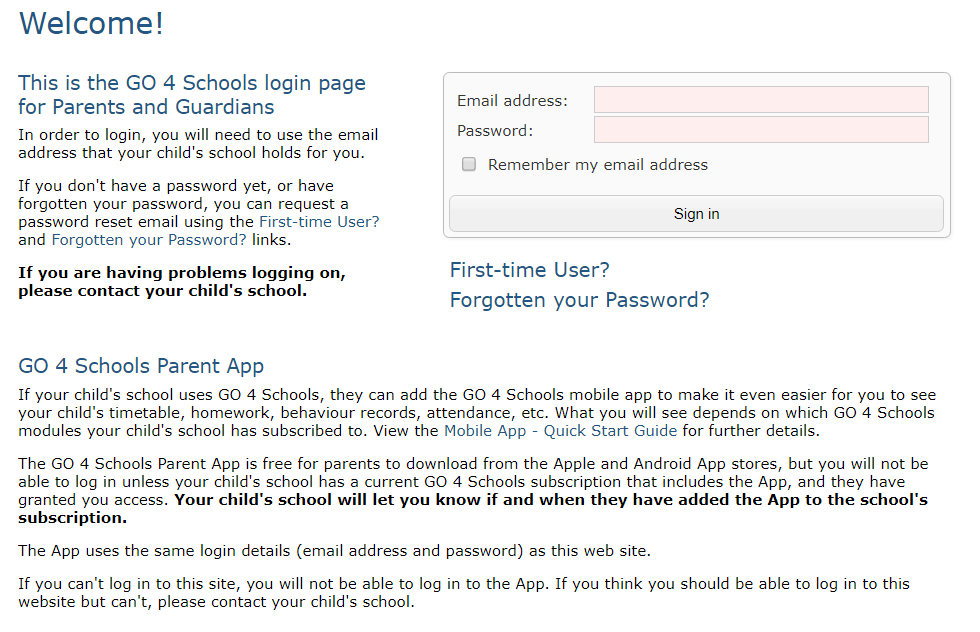 Welcome!
This is the GO 4 Schools login page
for Parents and Guardians
In order to login, you will need to use the email
address that your child's school holds for you.
If you don't have a password yet, or have
forgotten your password, you can request a
password reset email using the First-time User?
and Forgotten your Password? links.
If you are having problems logging on,
please contact your child's school.
Email address:
Password:
Remember my email address
Sign in
First-time User?
Forgotten your Password?
GO 4 Schools Parent App
If your child's school uses GO 4 Schools, they can add the GO 4 Schools mobile app to make it even easier for you to see
your child's timetable, homework, behaviour records, attendance, etc. What you will see depends on which GO 4 Schools
modules your child's school has subscribed to. View the Mobile App - Quick Start Guide for further details.
The GO 4 Schools Parent App is free for parents to download from the Apple and Android App stores, but you will not be
able to log in unless your child's school has a current GO 4 Schools subscription that includes the App, and they have
granted you access. Your child's school will let you know if and when they have added the App to the school's
subscription.
The App uses the same login details (email address and password) as this web site.
If you can't log in to this site, you will not be able to log in to the App. If you think you should be able to log in to this
website but can't, please contact your child's school.